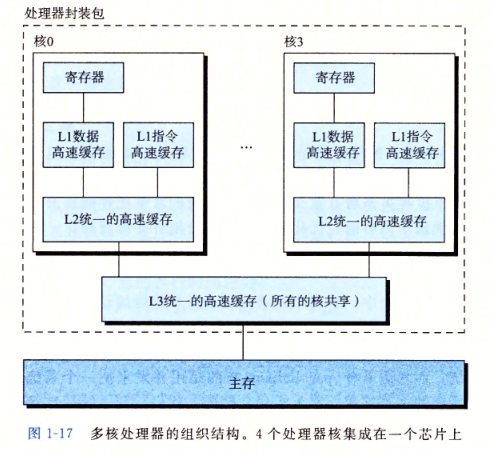 处理器封装包
核0
核3
寄存器
寄存器
L1数据
高速缓存
L1指令
高速缓存
...
L1数据
高速缓存
L1指令
高速缓存
L2统一的高速缓存
L2统一的高速缓存
L3统一的高速缓存（所有的核共享）
主存
图 1-17 多核处理器的组织结构。4 个处理器核集成在一个芯片上